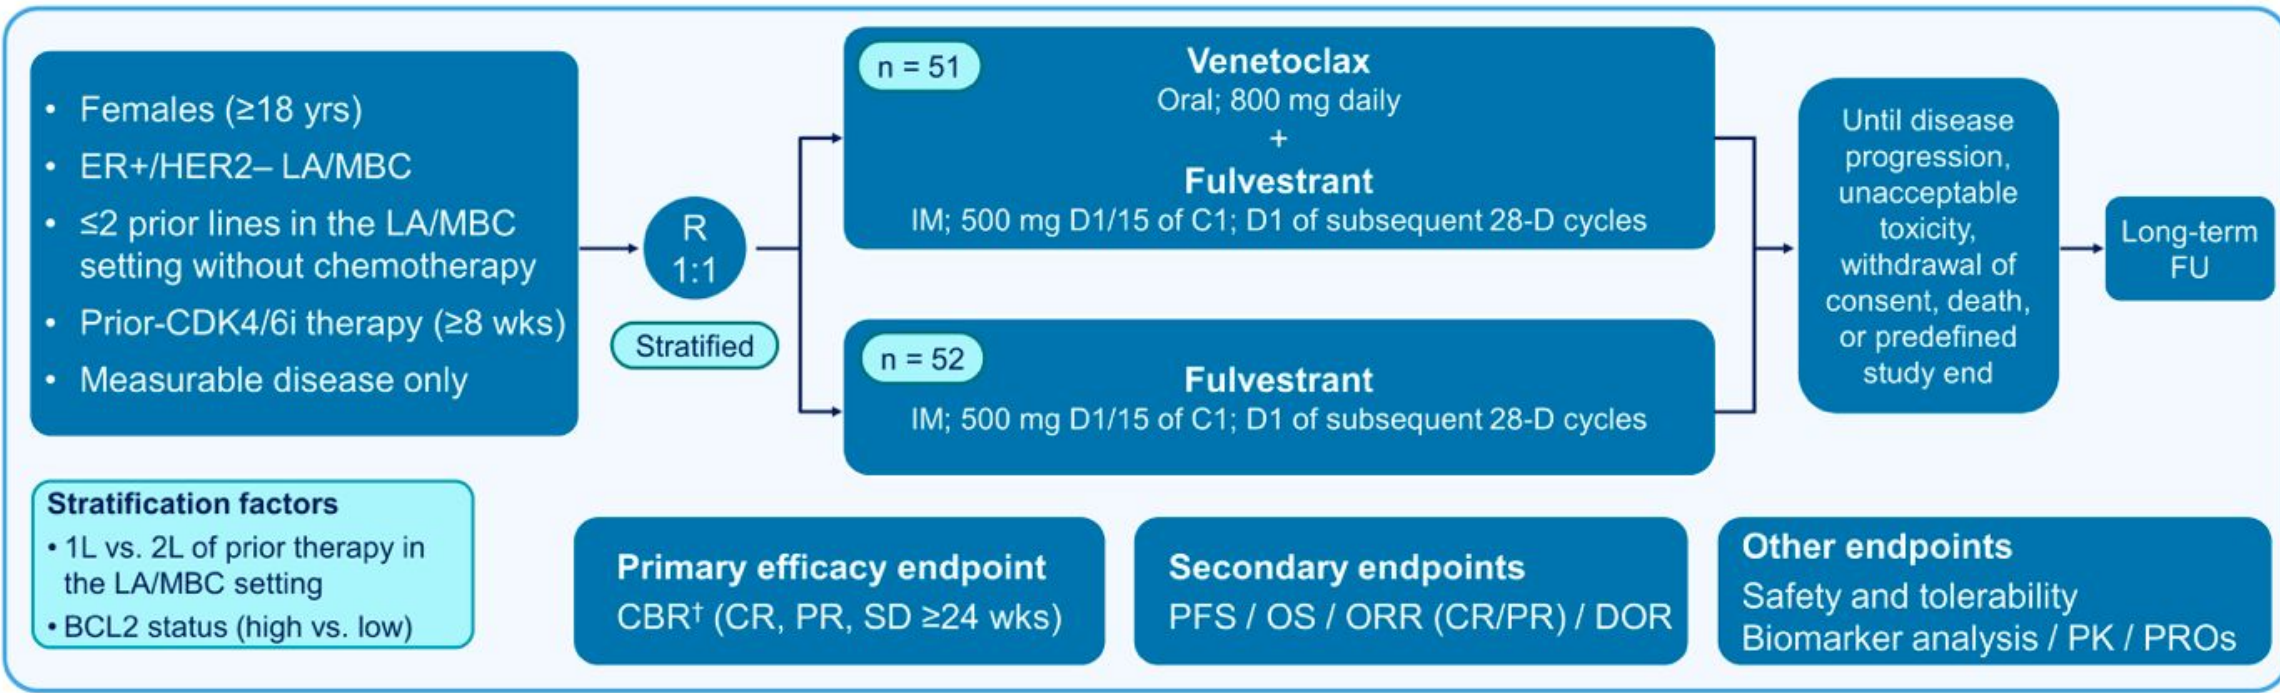 • Females (≥18 yrs)
• ER+/HER2– LA/MBC
• ≤2 prior lines in the LA/MBC
setting without chemotherapy
• Prior-CDK4/6i therapy (≥8 wks)
• Measurable disease only
R
1:1
Stratified
n = 51
Venetoclax
Oral; 800 mg daily
+
Fulvestrant
IM; 500 mg D1/15 of C1; D1 of subsequent 28-D cycles
n = 52
Fulvestrant
IM; 500 mg D1/15 of C1; D1 of subsequent 28-D cycles
Until disease
progression,
unacceptable
toxicity,
withdrawal of
consent, death,
or predefined
study end
Long-term
FU
Stratification factors
• 1L vs. 2L of prior therapy in
the LA/MBC setting
• BCL2 status (high vs. low)
Primary efficacy endpoint
CBR† (CR, PR, SD ≥24 wks)
Secondary endpoints
PFS / OS / ORR (CR/PR) / DOR
Other endpoints
Safety and tolerability
Biomarker analysis / PK / PROs